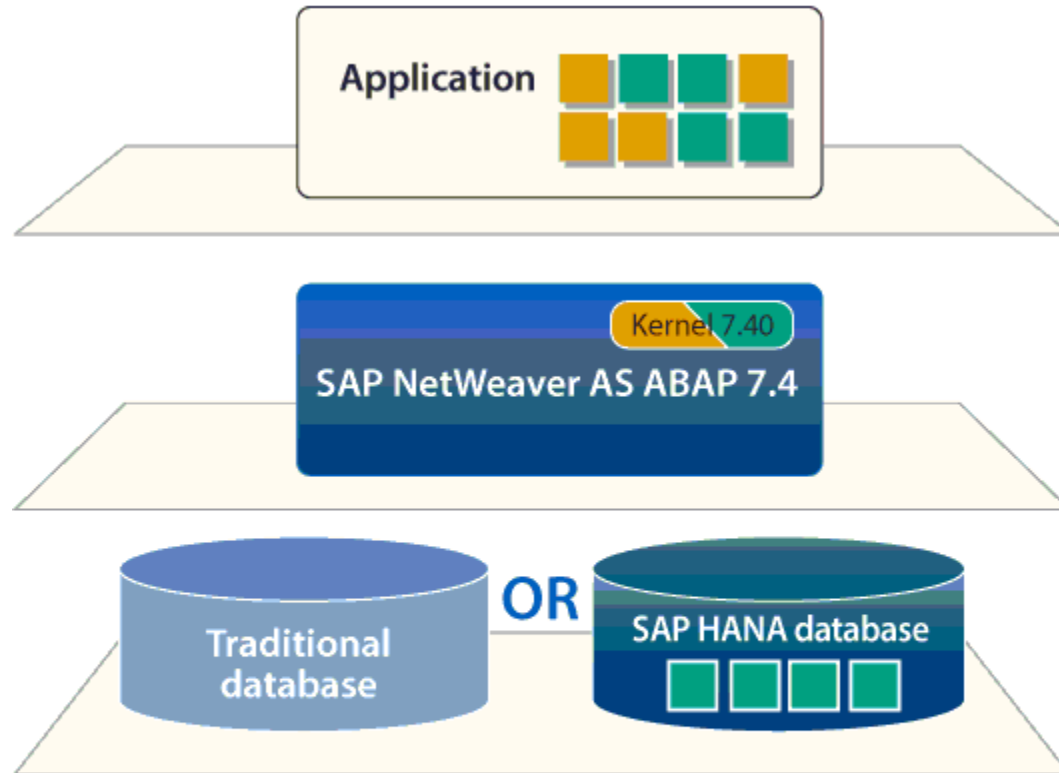 Application
Kernel 7.40
SAP NetWeaver AS ABAP 7.4
Traditional
database
OR
SAP HANA database